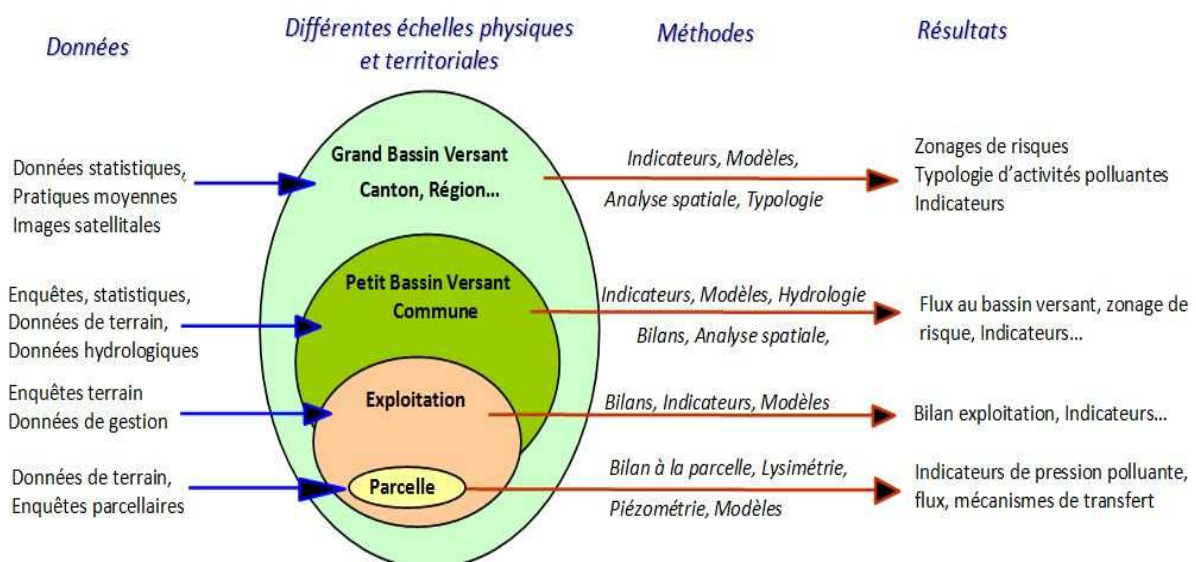 Données
Différentes échelles physiques
et territoriales
Méthodes
Résultats
Données statistiques,
Pratiques moyennes
Images satellitales
Grand Bassin Versant
Canton, Région...
Indicateurs, Modèles,
Analyse spatiale, Typologie
Zonages de risques
Typologie d'activités polluantes
Indicateurs
Enquêtes, statistiques,
Données de terrain,
Données hydrologiques
Petit Bassin Versant
Commune
Indicateurs, Modèles, Hydrologie
Bilans, Analyse spatiale,
Flux au bassin versant, zonage de
risque, Indicateurs...
Enquêtes terrain
Données de gestion
Exploitation
Bilans, Indicateurs, Modèles
Bilan exploitation, Indicateurs...
Données de terrain,
Enquêtes parcellaires
Parcelle
Bilan à la parcelle, Lysimétrie,
Piézométrie, Modèles
Indicateurs de pression polluante,
flux, mécanismes de transfert